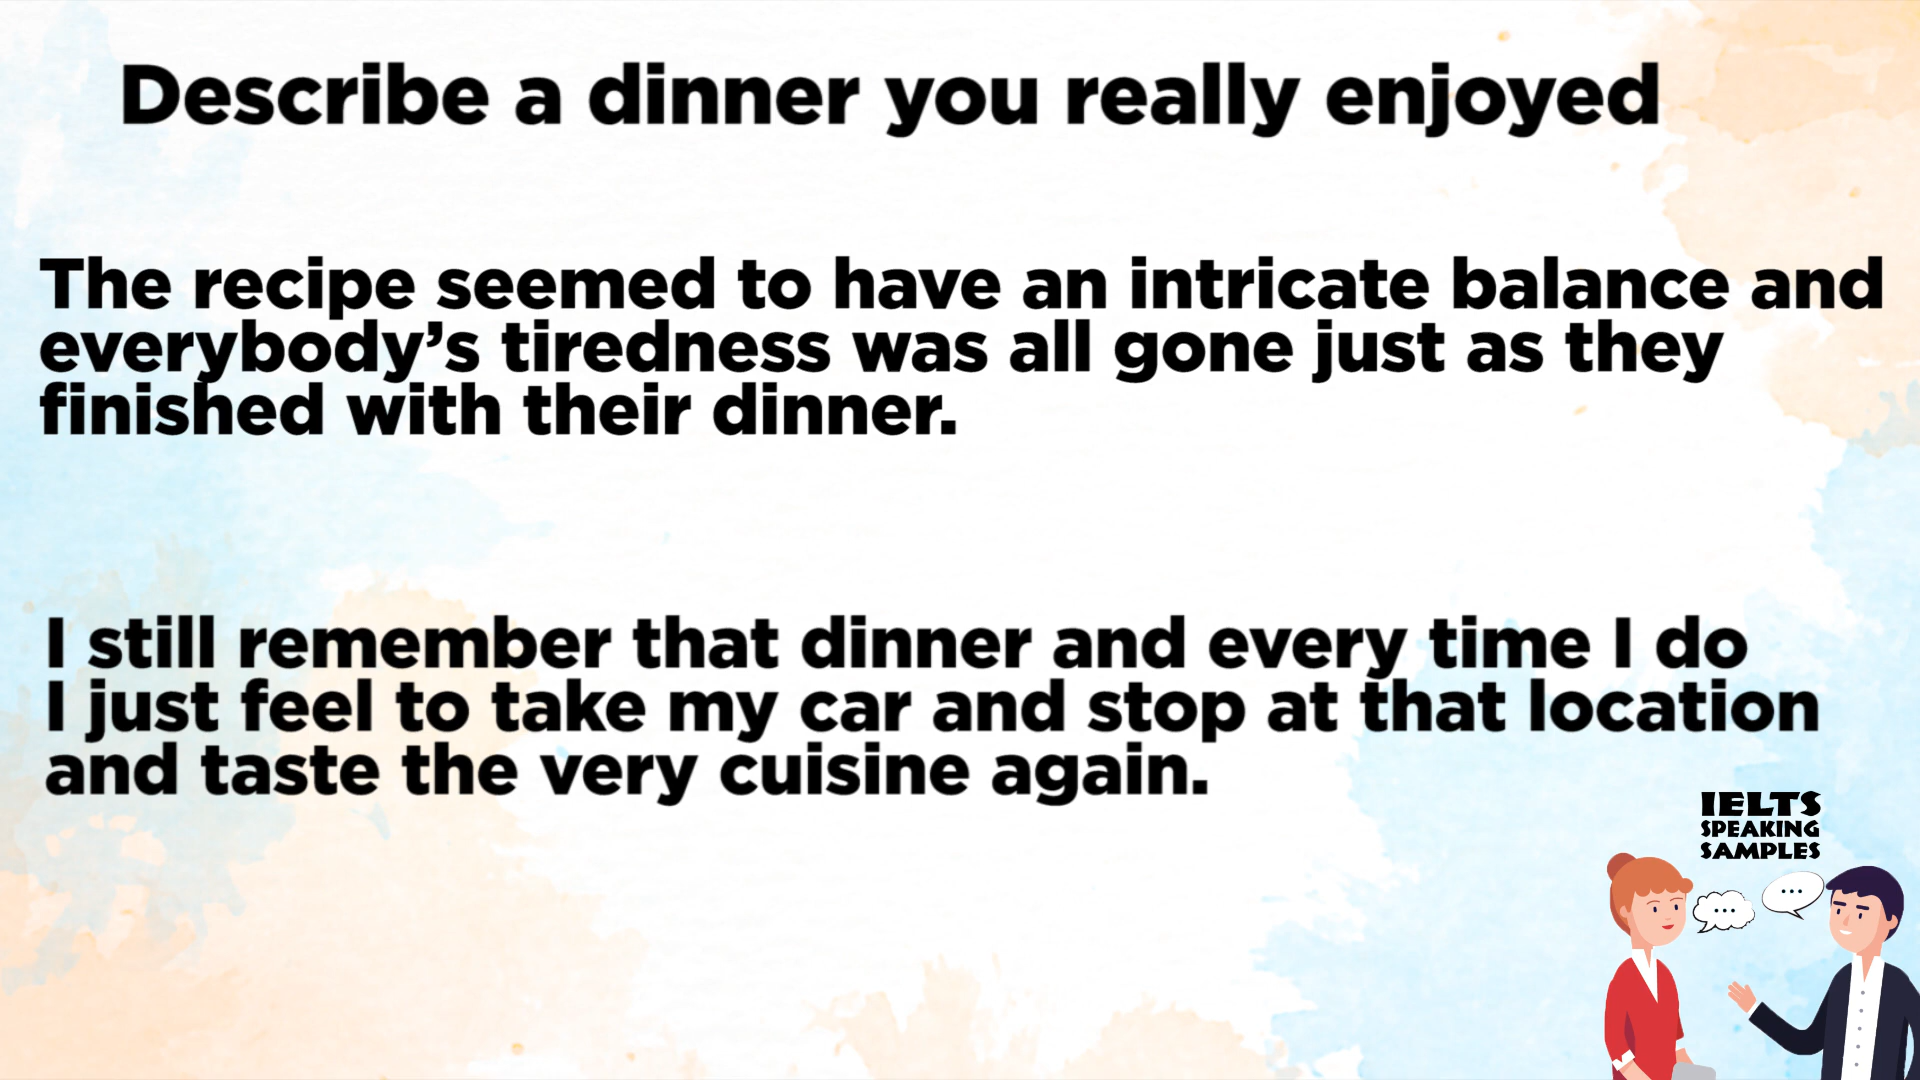 Describe a dinner you really enjoyed
The recipe seemed to have an intricate balance and
everybody’s tiredness was all gone just as they
finished with their dinner.
I still remember that dinner and every time I do
I just feel to take my car and stop at that location
and taste the very cuisine again.
IELTS
SPEAKING
SAMPLES